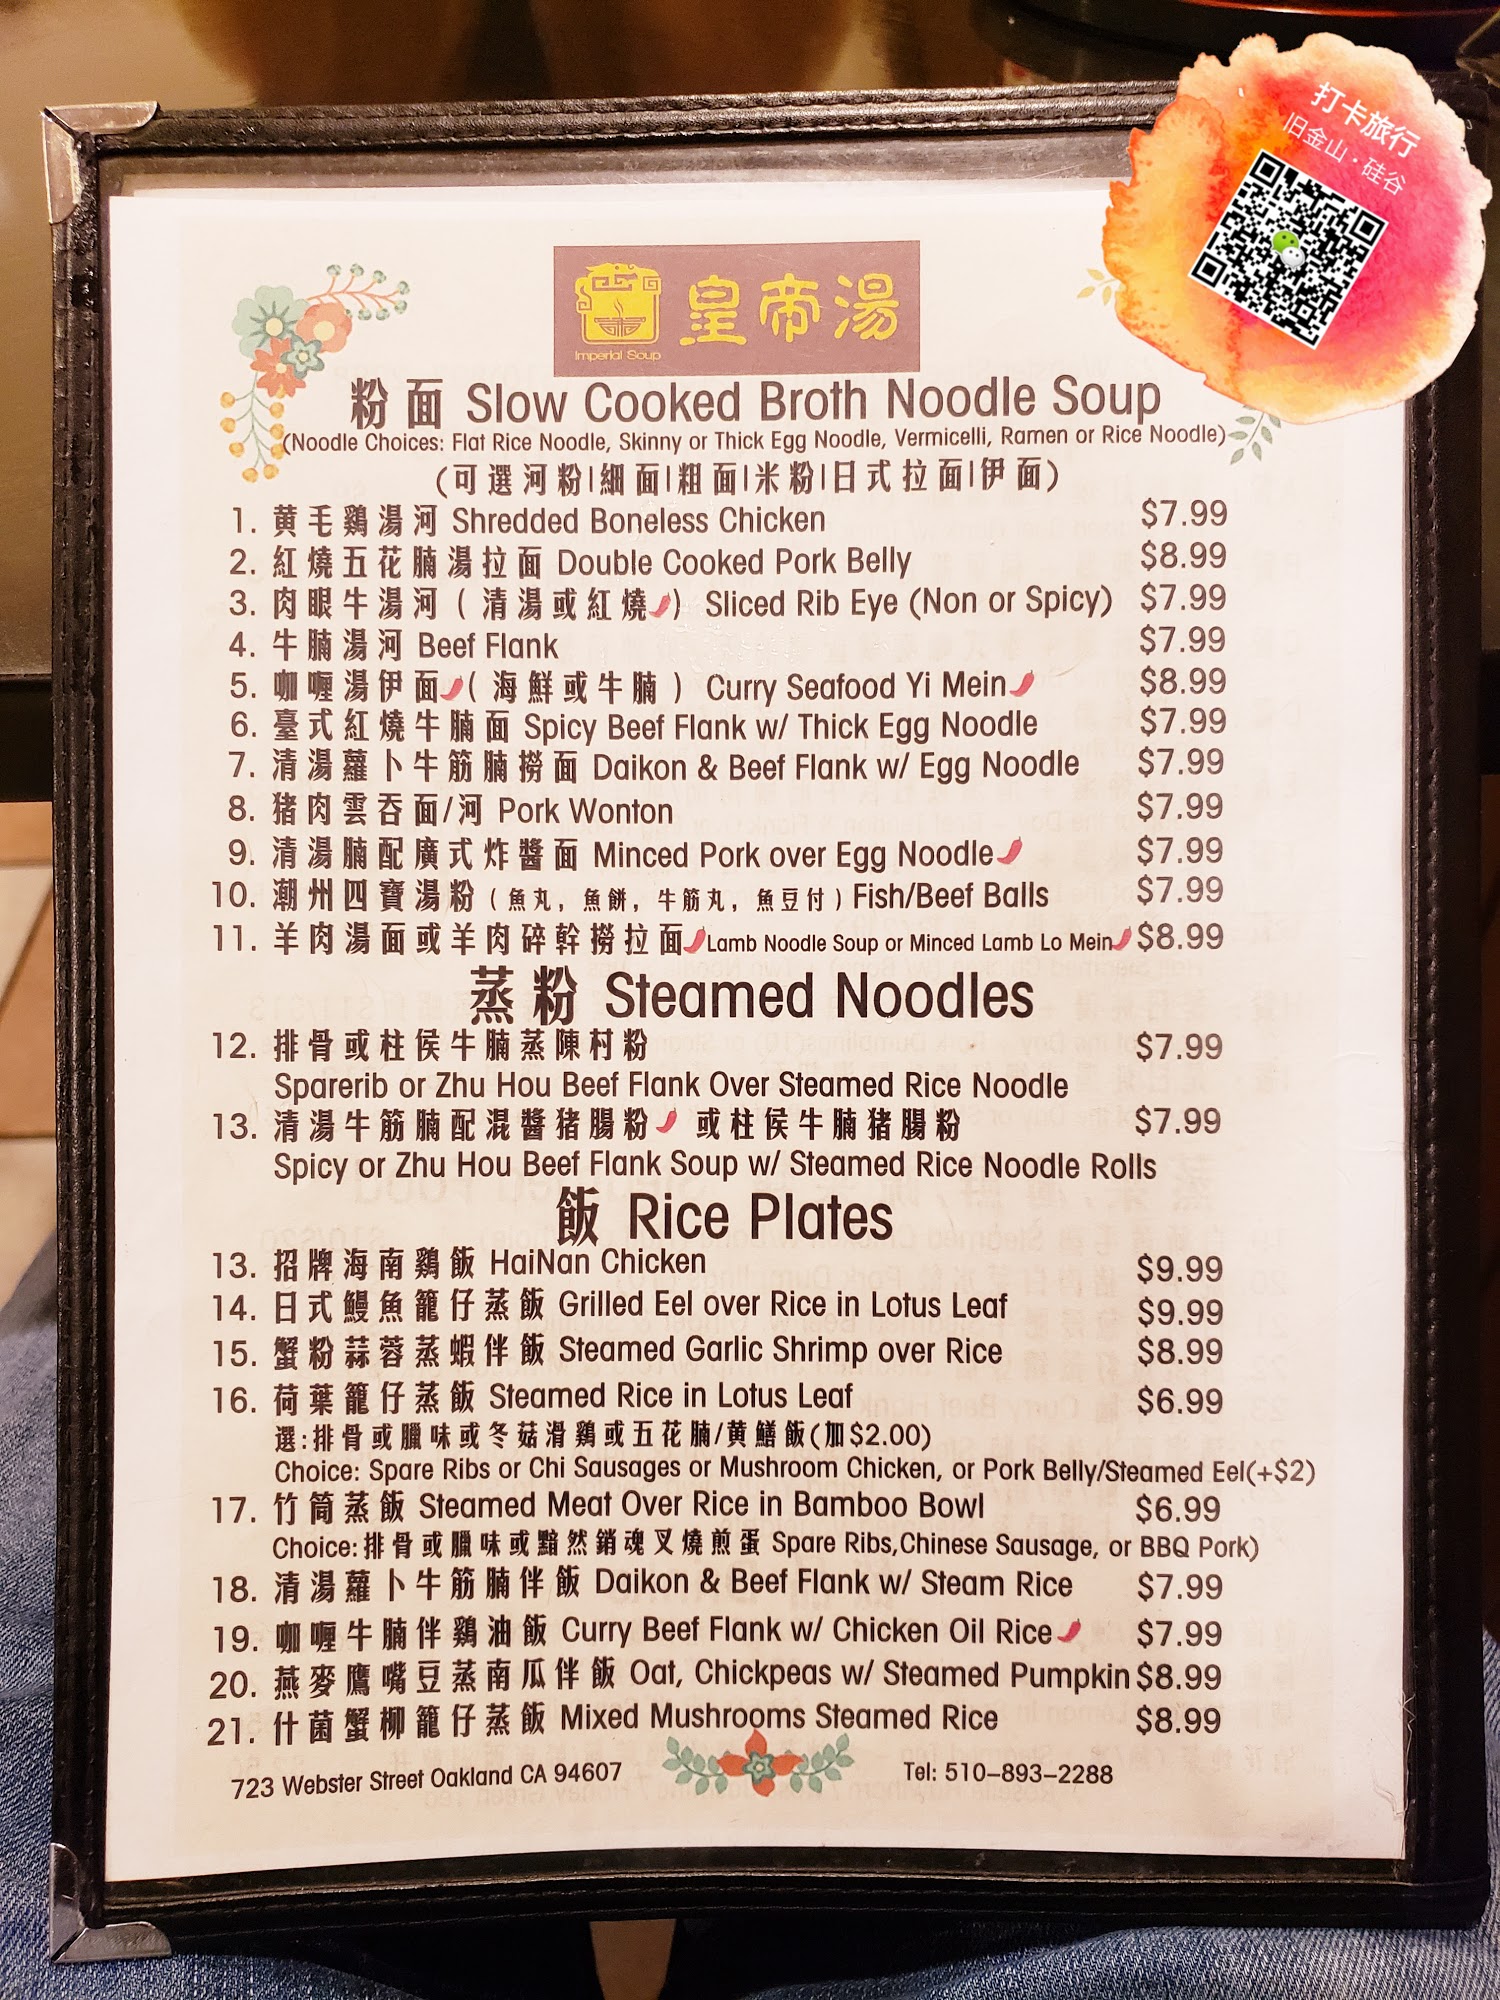 打卡旅行
旧金山·硅谷
Imperial Soup
皇帝湯
粉面 Slow Cooked Broth Noodle Soup
(Noodle Choices: Flat Rice Noodle, Skinny or Thick Egg Noodle, Vermicelli, Ramen or Rice Noodle)
(可選河粉|細面|粗面|米粉|日式拉面|伊面)
1. 黄毛鷄湯河 Shredded Boneless Chicken $7.99
2. 紅燒五花腩湯拉面 Double Cooked Pork Belly $8.99
3. 肉眼牛湯河 (清湯或紅燒) Sliced Rib Eye (Non or Spicy) $7.99
4. 牛腩湯河 Beef Flank $7.99
5. 咖喱湯伊面(海鮮或牛腩) Curry Seafood Yi Mein $8.99
6. 臺式紅燒牛腩面 Spicy Beef Flank w/ Thick Egg Noodle $7.99
7. 清湯蘿卜牛筋腩撈面 Daikon & Beef Flank w/ Egg Noodle $7.99
8. 猪肉雲吞面/河 Pork Wonton $7.99
9. 清湯腩配廣式炸醬面 Minced Pork over Egg Noodle $7.99
10. 潮州四寶湯粉 (魚丸, 魚餅, 牛筋丸, 魚豆付) Fish/Beef Balls $7.99
11. 羊肉湯面或羊肉碎幹撈拉面 Lamb Noodle Soup or Minced Lamb Lo Mein $8.99
蒸粉 Steamed Noodles
12. 排骨或柱侯牛腩蒸陳村粉 $7.99
Sparerib or Zhu Hou Beef Flank Over Steamed Rice Noodle
13. 清湯牛筋腩配混醬猪腸粉 或柱侯牛腩猪腸粉 $7.99
Spicy or Zhu Hou Beef Flank Soup w/ Steamed Rice Noodle Rolls
飯 Rice Plates
13. 招牌海南鷄飯 HaiNan Chicken $9.99
14. 日式鰻魚籠仔蒸飯 Grilled Eel over Rice in Lotus Leaf $9.99
15. 蟹粉蒜蓉蒸蝦伴飯 Steamed Garlic Shrimp over Rice $8.99
16. 荷葉籠仔蒸飯 Steamed Rice in Lotus Leaf $6.99
選:排骨或臘味或冬菇滑鷄或五花腩/黄鱔飯(加$2.00)
Choice: Spare Ribs or Chi Sausages or Mushroom Chicken, or Pork Belly/Steamed Eel(+$2)
17. 竹筒蒸飯 Steamed Meat Over Rice in Bamboo Bowl $6.99
Choice:排骨或臘味或黯然銷魂叉燒煎蛋 Spare Ribs,Chinese Sausage, or BBQ Pork)
18. 清湯蘿卜牛筋腩伴飯 Daikon & Beef Flank w/ Steam Rice $7.99
19. 咖喱牛腩伴鷄油飯 Curry Beef Flank w/ Chicken Oil Rice $7.99
20. 燕麥鷹嘴豆蒸南瓜伴飯 Oat, Chickpeas w/ Steamed Pumpkin $8.99
21. 什菌蟹柳籠仔蒸飯 Mixed Mushrooms Steamed Rice $8.99
723 Webster Street Oakland CA 94607 Tel: 510-893-2288